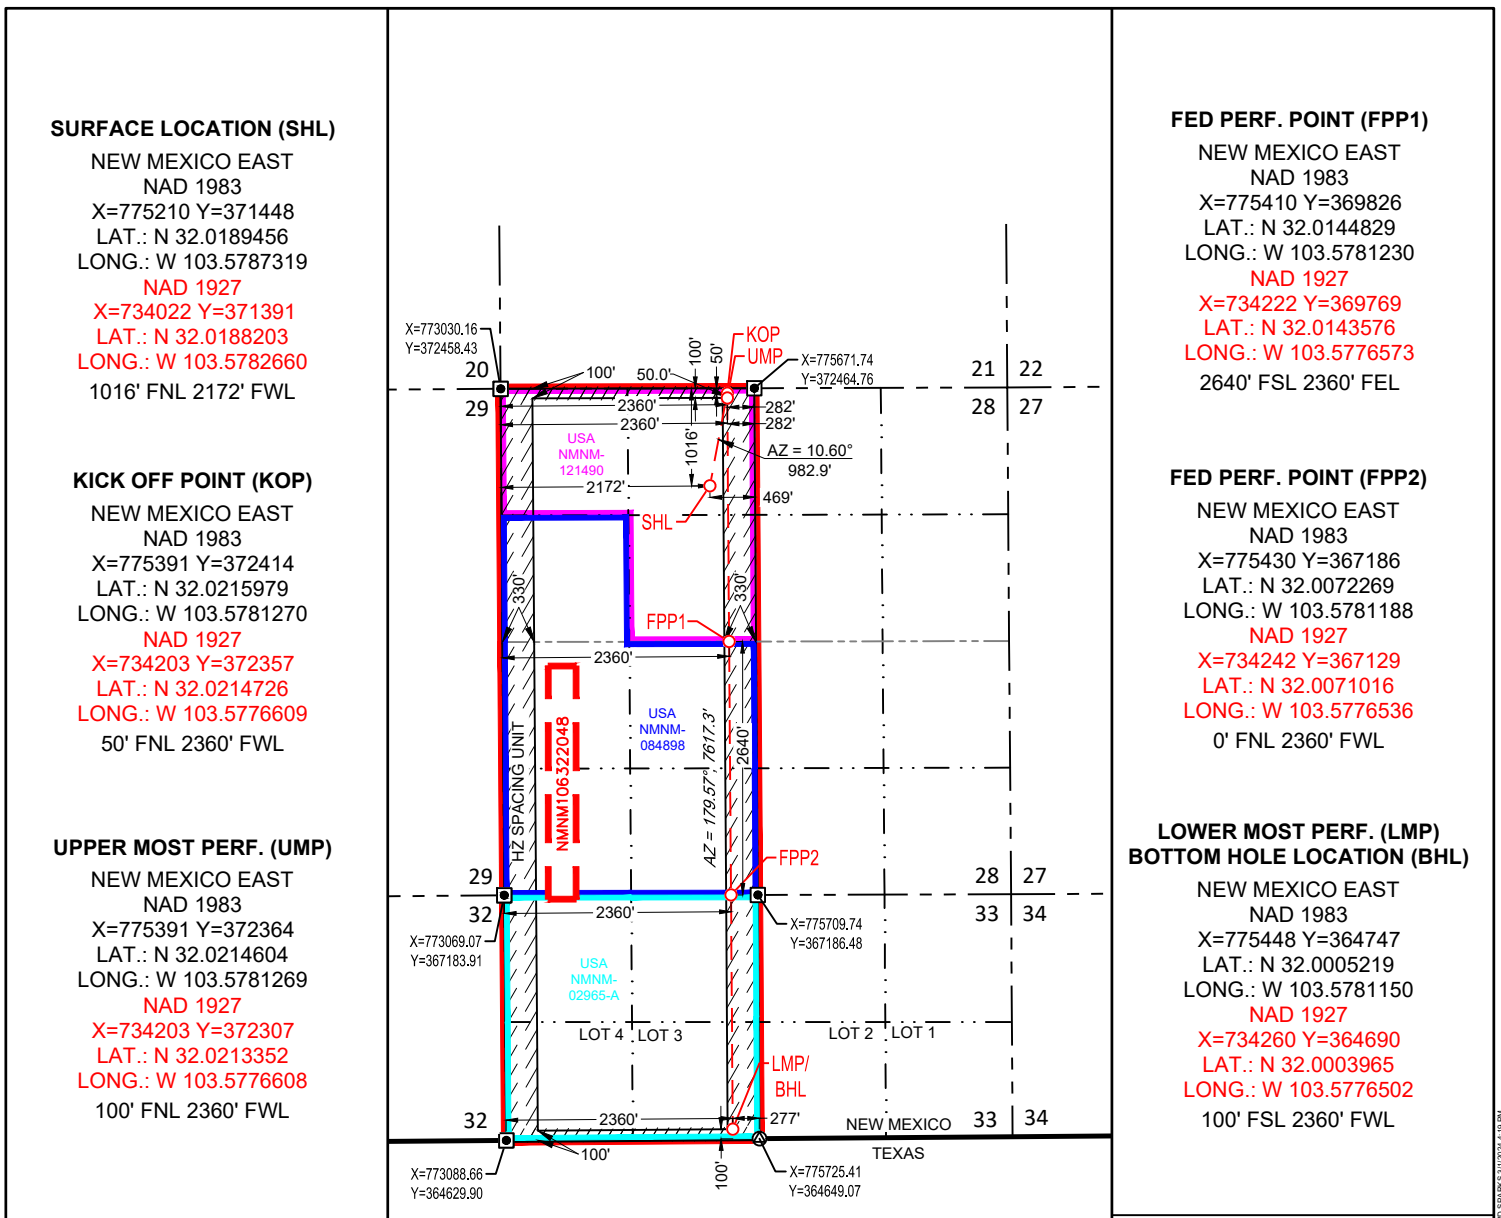 SURFACE LOCATION (SHL)
NEW MEXICO EAST
NAD 1983
X=775210 Y=371448
LAT.: N 32.0189456
LONG.: W 103.5787319
NAD 1927
X=734022 Y=371391
LAT.: N 32.0188203
LONG.: W 103.5782660
1016' FNL 2172' FWL
KICK OFF POINT (KOP)
NEW MEXICO EAST
NAD 1983
X=775391 Y=372414
LAT.: N 32.0215979
LONG.: W 103.5781270
NAD 1927
X=734203 Y=372357
LAT.: N 32.0214726
LONG.: W 103.5776609
50' FNL 2360' FWL
UPPER MOST PERF. (UMP)
NEW MEXICO EAST
NAD 1983
X=775391 Y=372364
LAT.: N 32.0214604
LONG.: W 103.5781269
NAD 1927
X=734203 Y=372307
LAT.: N 32.0213352
LONG.: W 103.5776608
100' FNL 2360' FWL
X=773030.16
Y=372458.43
KOP
UMP
100'
50'
X=775671.74
Y=372464.76
20
100'
50.0'
21 22
29
2360'
282'
28 27
2360'
282'
USA
NMNM-
121490
1016'
AZ = 10.60°
982.9'
2172'
469'
SHL
330'
330'
FPP1
2360'
HZ SPACING UNIT
NMNM106322048
USA
NMNM-
084898
AZ = 179.57°, 7617.3'
2640'
FPP2
29
28 27
32
2360'
33 34
X=773069.07
Y=367183.91
X=775709.74
Y=367186.48
USA
NMNM-
02965-A
LOT 4 LOT 3
LOT 2 LOT 1
LMP/
BHL
32
2360'
277'
NEW MEXICO
33 34
TEXAS
100'
100'
X=773088.66
Y=364629.90
X=775725.41
Y=364649.07
FED PERF. POINT (FPP1)
NEW MEXICO EAST
NAD 1983
X=775410 Y=369826
LAT.: N 32.0144829
LONG.: W 103.5781230
NAD 1927
X=734222 Y=369769
LAT.: N 32.0143576
LONG.: W 103.5776573
2640' FSL 2360' FEL
FED PERF. POINT (FPP2)
NEW MEXICO EAST
NAD 1983
X=775430 Y=367186
LAT.: N 32.0072269
LONG.: W 103.5781188
NAD 1927
X=734242 Y=367129
LAT.: N 32.0071016
LONG.: W 103.5776536
0' FNL 2360' FWL
LOWER MOST PERF. (LMP)
BOTTOM HOLE LOCATION (BHL)
NEW MEXICO EAST
NAD 1983
X=775448 Y=364747
LAT.: N 32.0005219
LONG.: W 103.5781150
NAD 1927
X=734260 Y=364690
LAT.: N 32.0003965
LONG.: W 103.5776502
100' FSL 2360' FWL